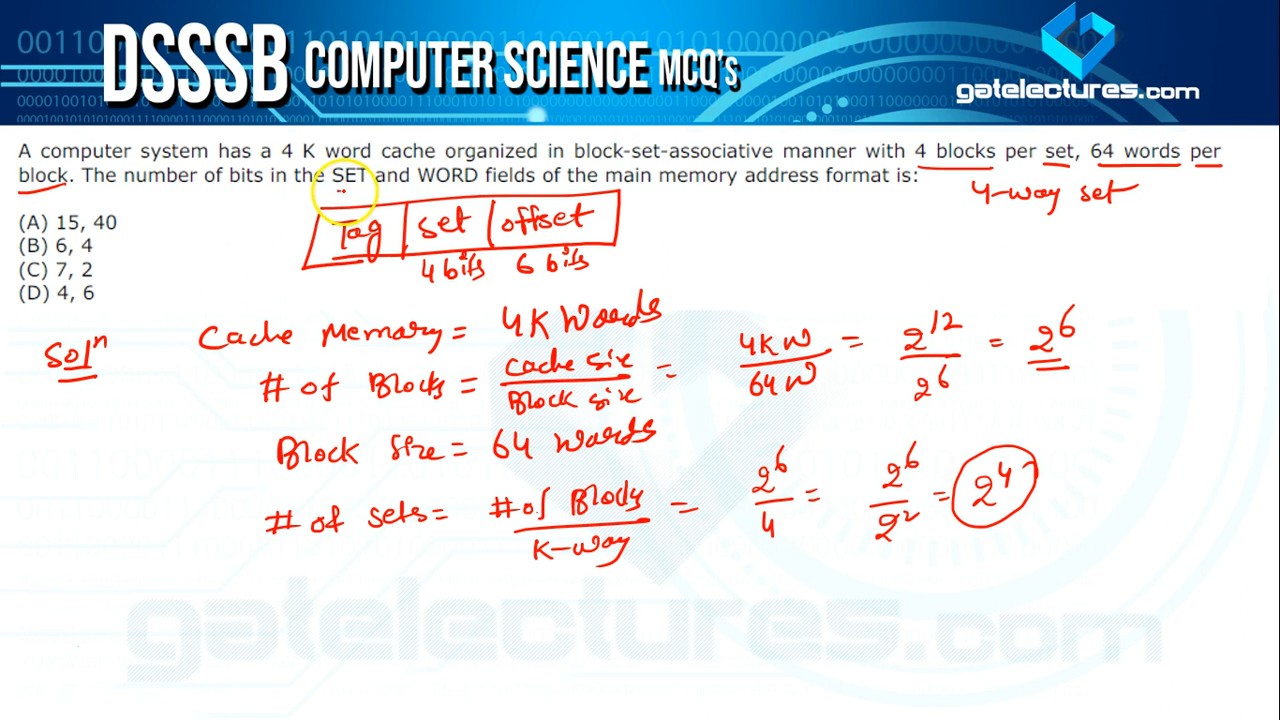 DSSSB COMPUTER SCIENCE MCQ's
gatelectures.com
A computer system has a 4 K word cache organized in block-set-associative manner with 4 blocks per set, 64 words per
block. The number of bits in the SET and WORD fields of the main memory address format is:
4-way set
(A) 15, 40
(B) 6, 4
(C) 7, 2
(D) 4, 6
Tag set offset
4 bits 6 bits
Solⁿ
Cache Memory = 4K Words
# of Blocks = Cache size / Block size = 4K W / 64 W = 2^12 / 2^6 = 2^6
Block size = 64 words
# of sets = # of Blocks / K-way = 2^6 / 4 = 2^6 / 2^2 = 2^4
gatelectures.com